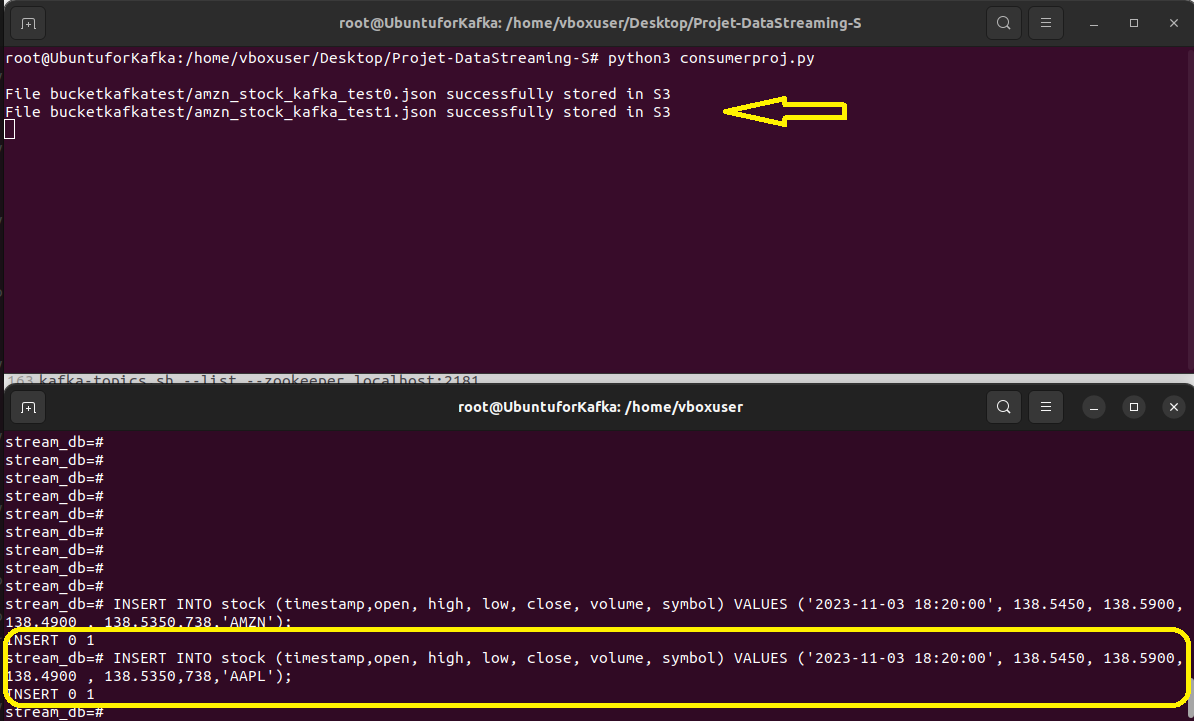 root@UbuntuforKafka: /home/vboxuser/Desktop/Projet-DataStreaming-S
root@UbuntuforKafka:/home/vboxuser/Desktop/Projet-DataStreaming-S# python3 consumerproj.py
File bucketkafkatest/amzn_stock_kafka_test0.json successfully stored in S3
File bucketkafkatest/amzn_stock_kafka_test1.json successfully stored in S3
163 kafka-topics.sh --list --zookeeper localhost:2181
root@UbuntuforKafka: /home/vboxuser
stream_db=#
stream_db=#
stream_db=#
stream_db=#
stream_db=#
stream_db=#
stream_db=#
stream_db=#
stream_db=#
stream_db=# INSERT INTO stock (timestamp,open, high, low, close, volume, symbol) VALUES ('2023-11-03 18:20:00', 138.5450, 138.5900,
138.4900 , 138.5350,738,'AMZN');
INSERT 0 1
stream_db=# INSERT INTO stock (timestamp,open, high, low, close, volume, symbol) VALUES ('2023-11-03 18:20:00', 138.5450, 138.5900,
138.4900 , 138.5350,738,'AAPL');
INSERT 0 1
stream_db=#